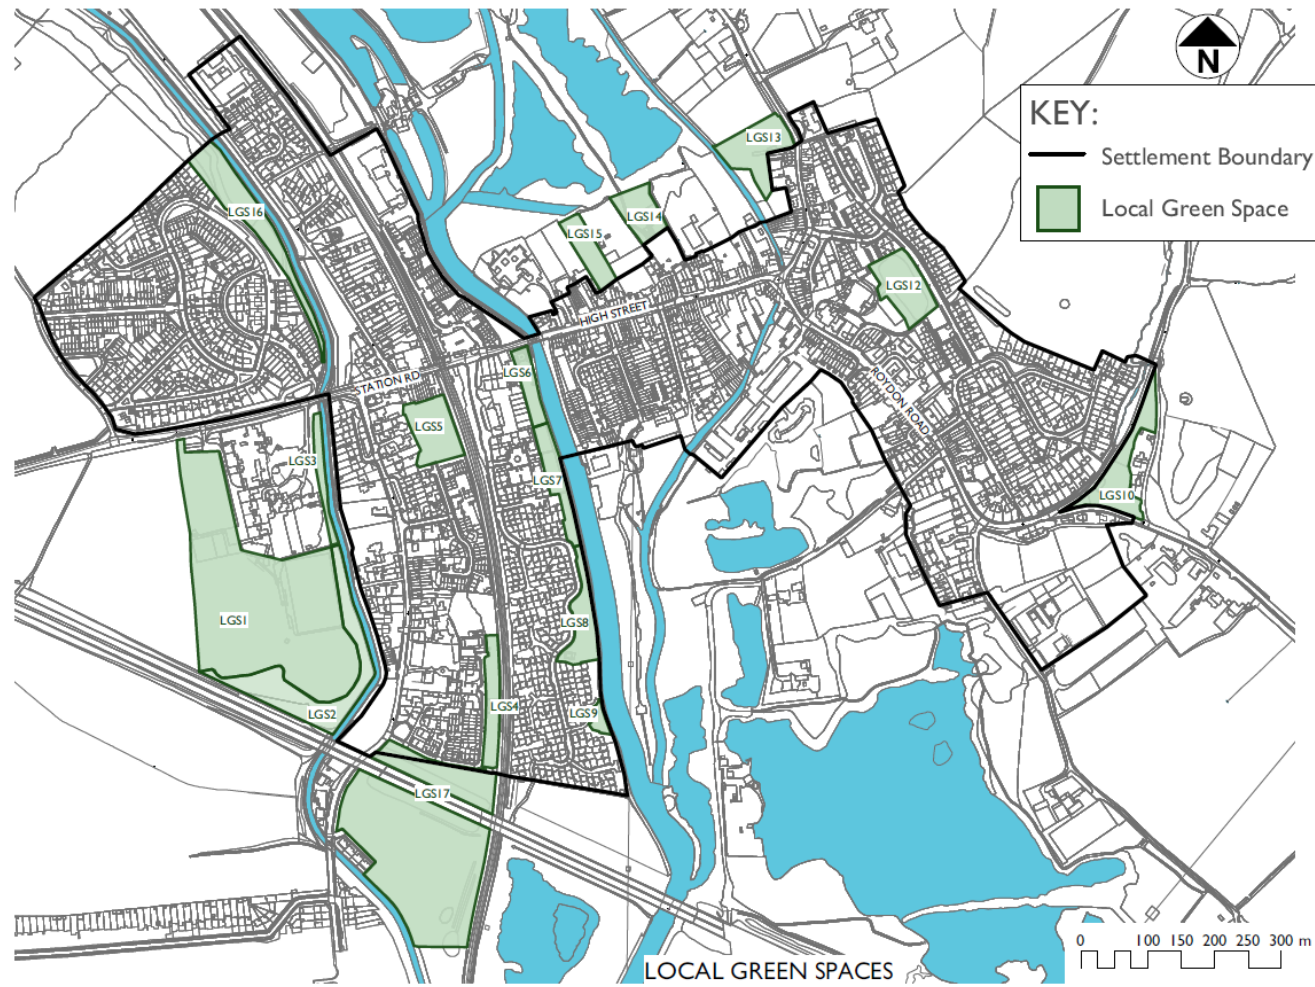 N
KEY:
Settlement Boundary
Local Green Space
LGS13
LGS16
LGS14
LGS15
LGS12
HIGH STREET
LGS6
STATION RD
ROYDON ROAD
LGS5
LGS3
LGS7
LGS10
LGS1
LGS8
LGS2
LGS4
LGS9
LGS17
0 100 150 200 250 300 m
LOCAL GREEN SPACES